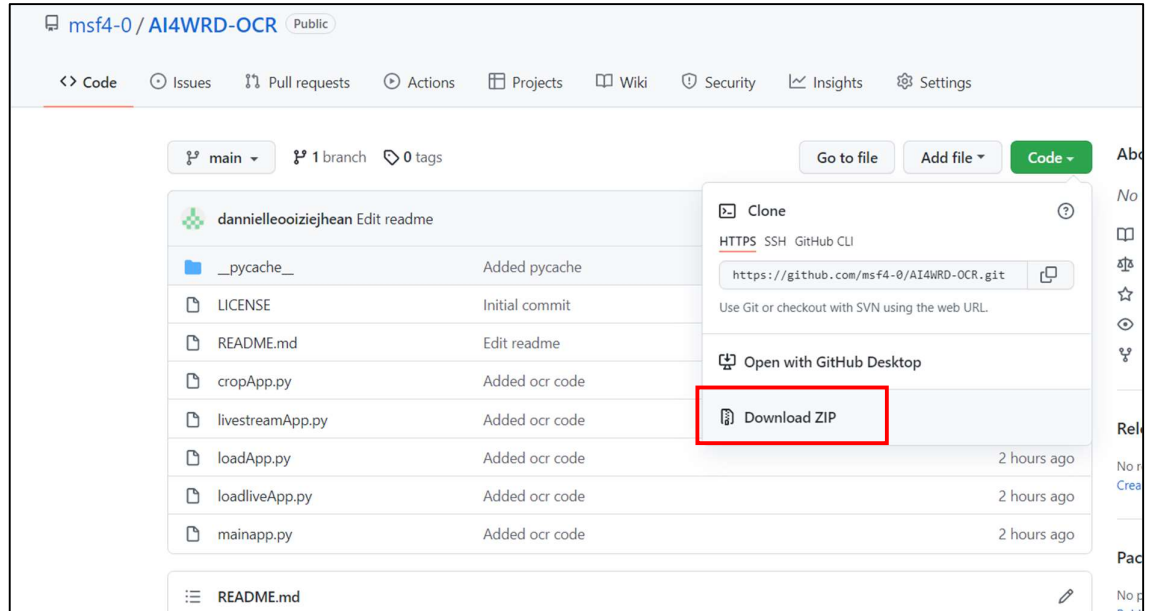 msf4-0 / AI4WRD-OCR Public
Code Issues Pull requests Actions Projects Wiki Security Insights Settings
main 1 branch 0 tags Go to file Add file Code
dannielleooiziejhean Edit readme
__pycache__ Added pycache
LICENSE Initial commit
README.md Edit readme
cropApp.py Added ocr code
livestreamApp.py Added ocr code
loadApp.py Added ocr code 2 hours ago
loadliveApp.py Added ocr code 2 hours ago
mainapp.py Added ocr code 2 hours ago
README.md
Clone
HTTPS SSH GitHub CLI
https://github.com/msf4-0/AI4WRD-OCR.git
Use Git or checkout with SVN using the web URL.
Open with GitHub Desktop
Download ZIP
Abo
No
Rel
No r
Crea
Pac
No p